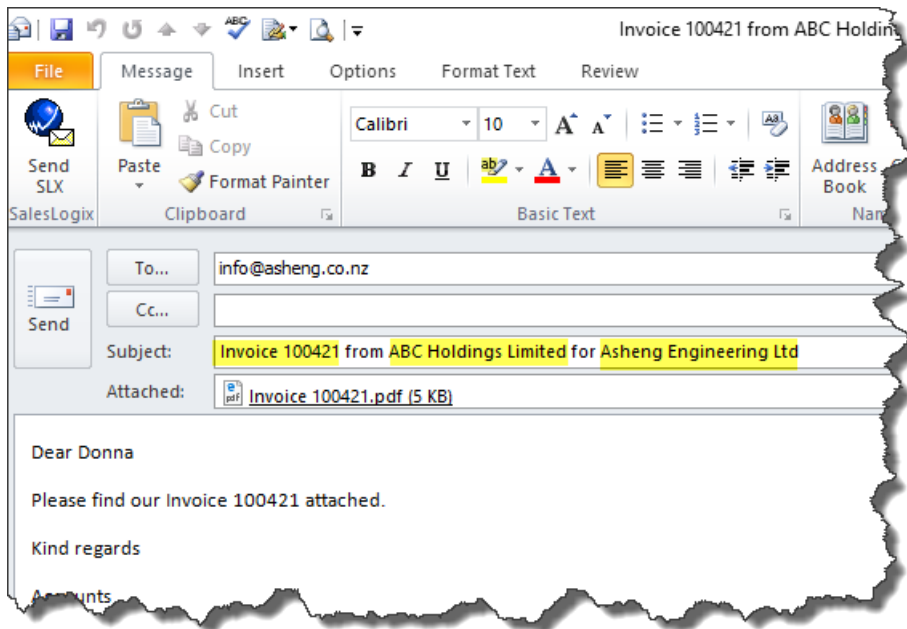 Invoice 100421 from ABC Holding
File Message Insert Options Format Text Review
Send SLX
Paste
Cut
Copy
Format Painter
Calibri 10
B I U
Address Book
SalesLogix Clipboard Basic Text
Send
To... info@asheng.co.nz
Cc...
Subject: Invoice 100421 from ABC Holdings Limited for Asheng Engineering Ltd
Attached: Invoice 100421.pdf (5 KB)
Dear Donna
Please find our Invoice 100421 attached.
Kind regards
Accounts